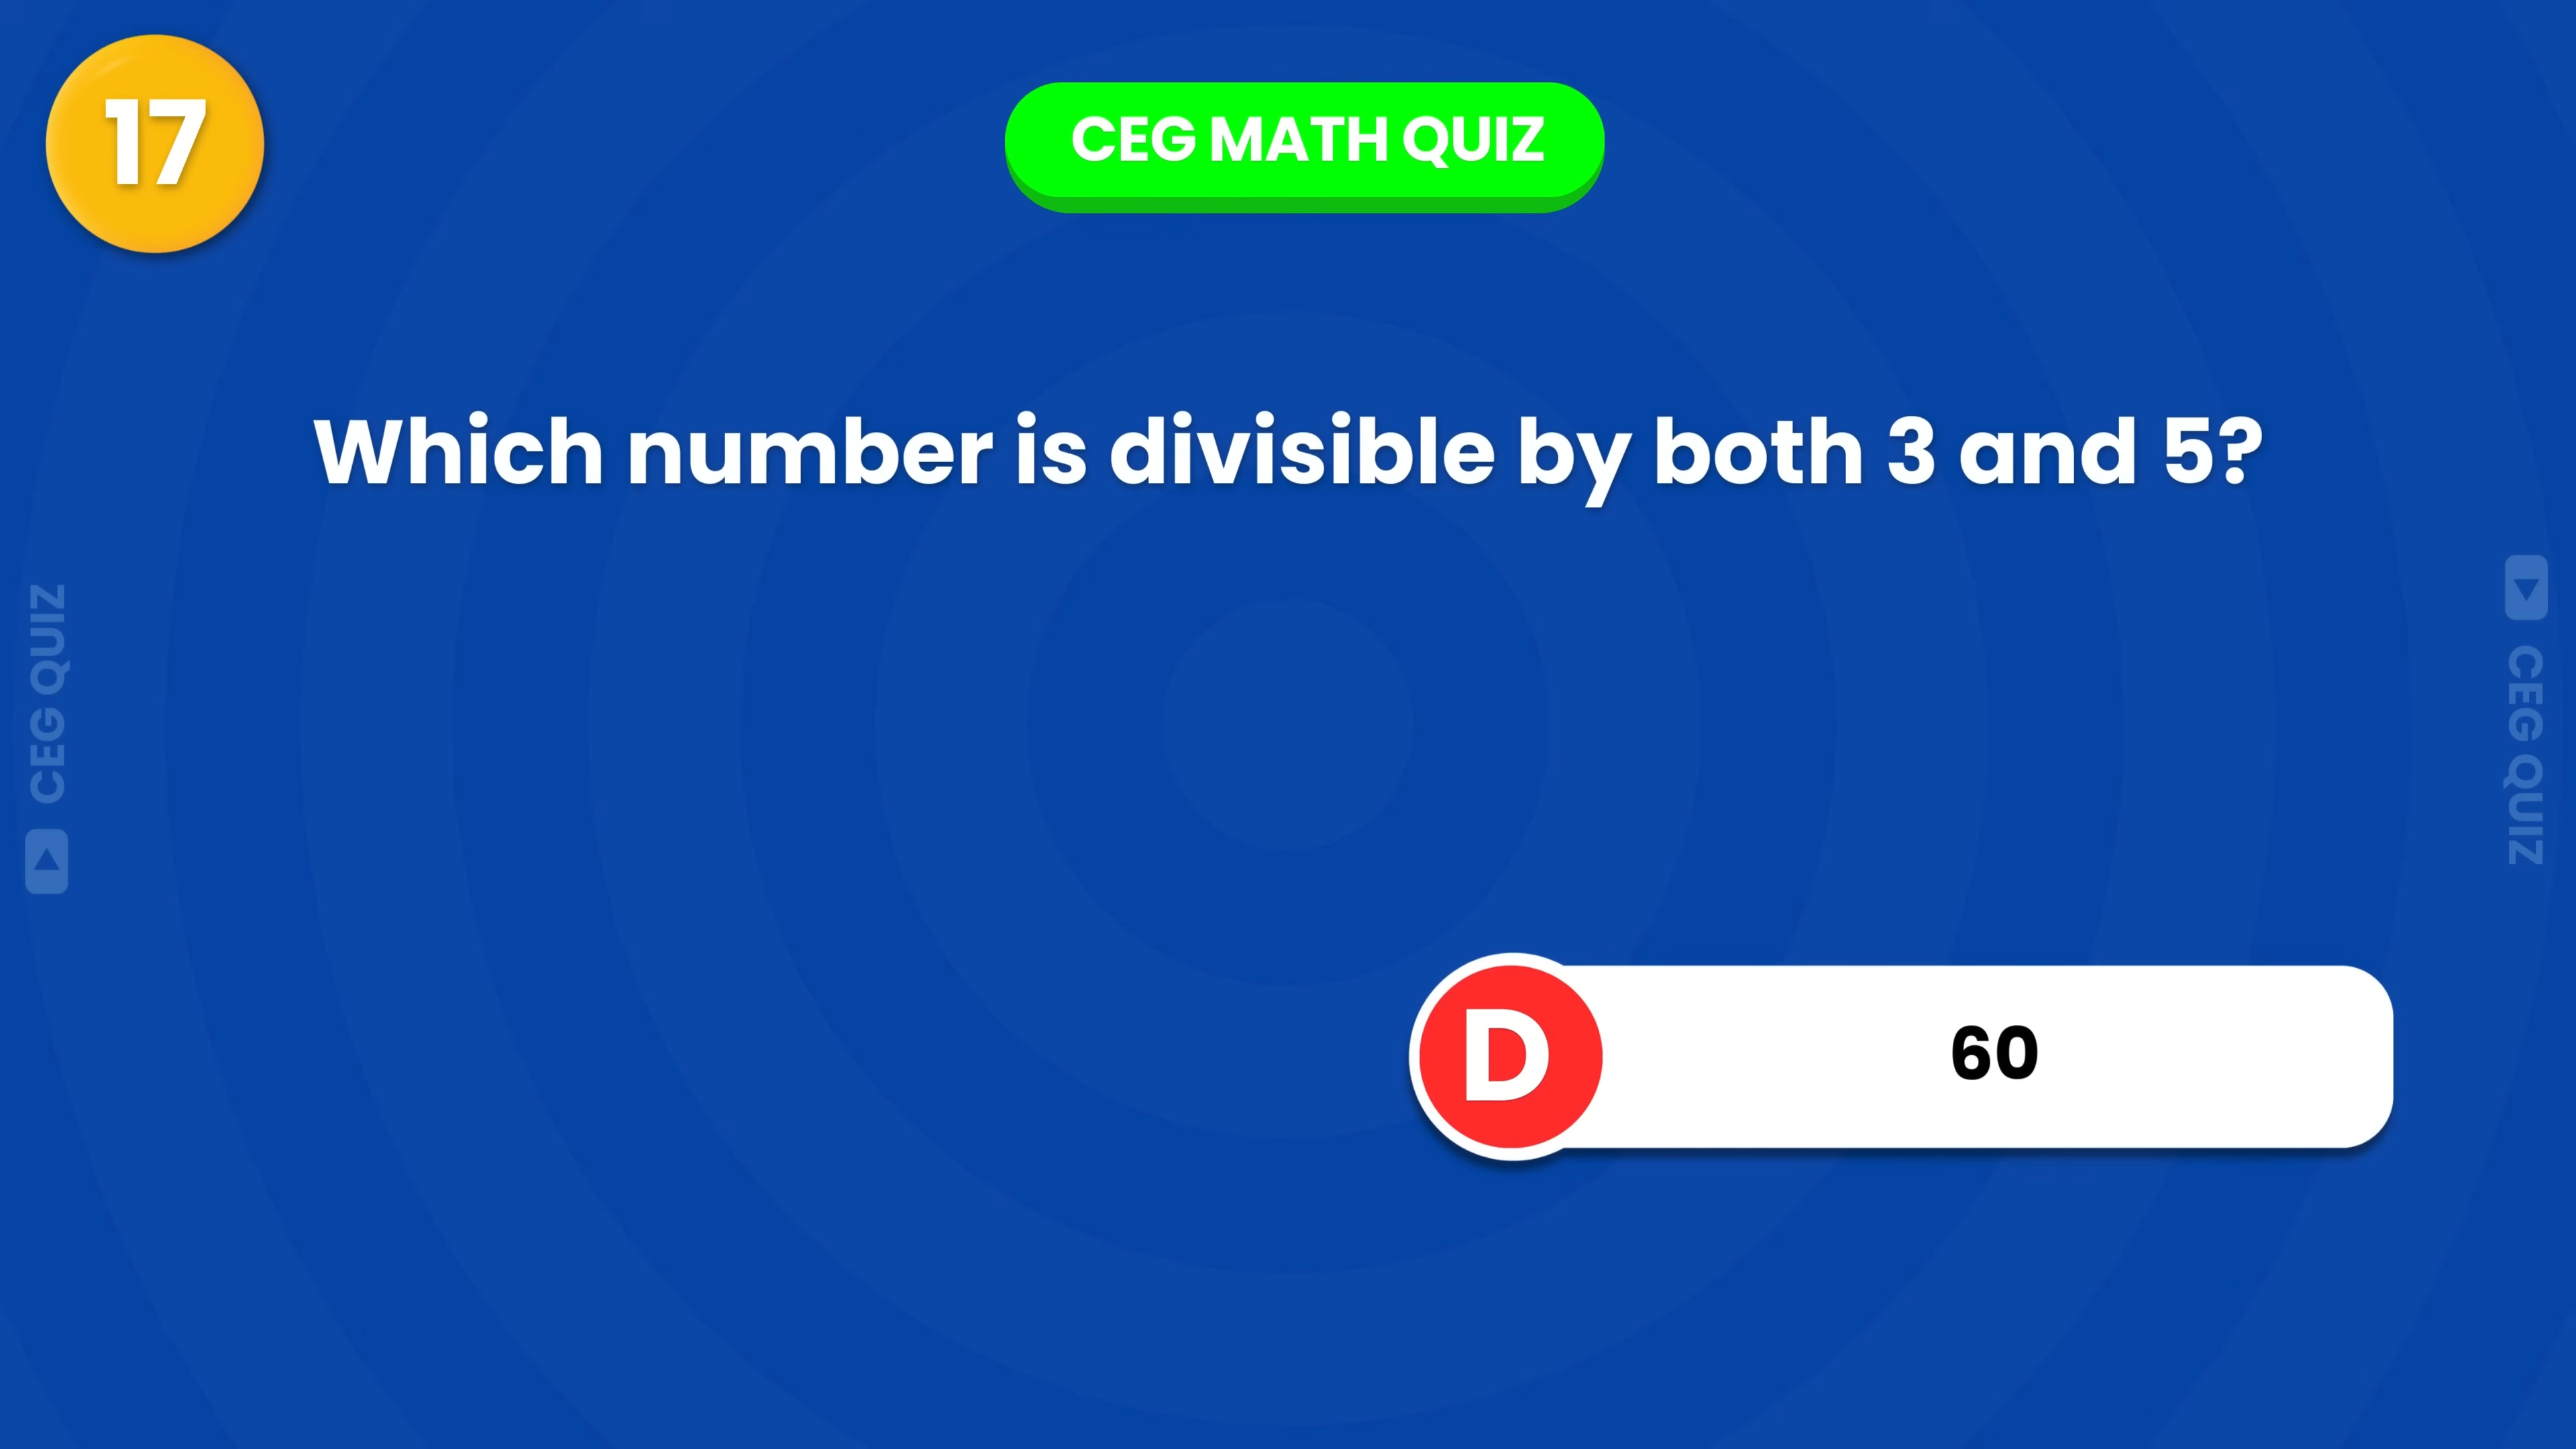 17
CEG MATH QUIZ
Which number is divisible by both 3 and 5?
CEG QUIZ
CEG QUIZ
D
60